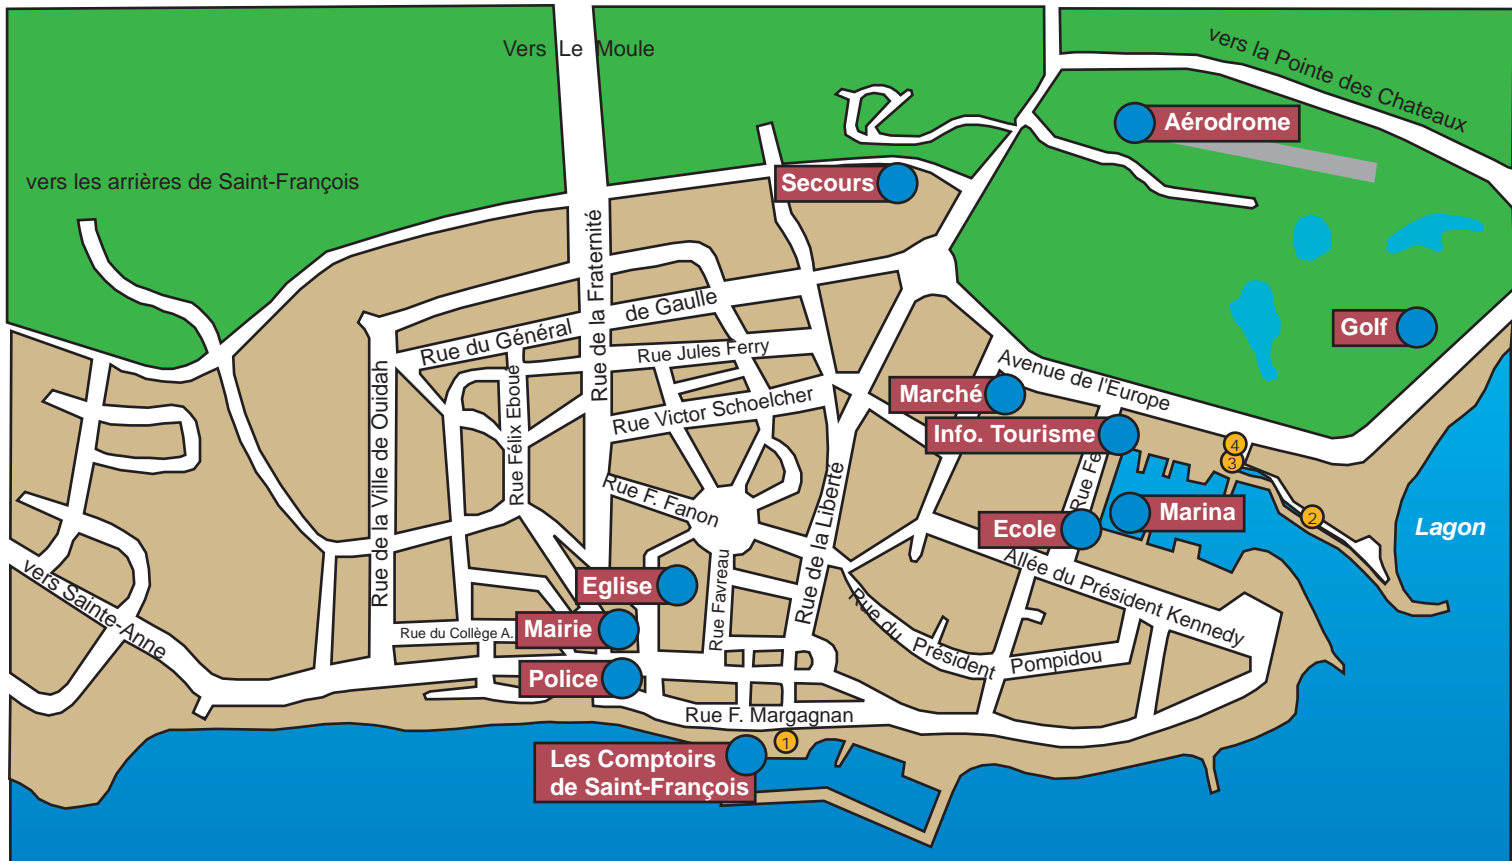 Vers Le Moule
vers la Pointe des Chateaux
Aérodrome
vers les arrières de Saint-François
Secours
Rue de la Fraternité
Rue du Général de Gaulle
Golf
Rue Jules Ferry
Avenue de l'Europe
Rue de la Ville de Ouidah
Rue Félix Eboué
Marché
Rue Victor Schoelcher
Info. Tourisme
4
3
Rue Fe
Rue F. Fanon
Rue de la Liberté
Marina
2
Lagon
Ecole
Allée du Président Kennedy
vers Sainte-Anne
Eglise
Rue Favreau
Rue du Président Pompidou
Rue du Collège A.
Mairie
Police
Rue F. Margagnan
1
Les Comptoirs
de Saint-François